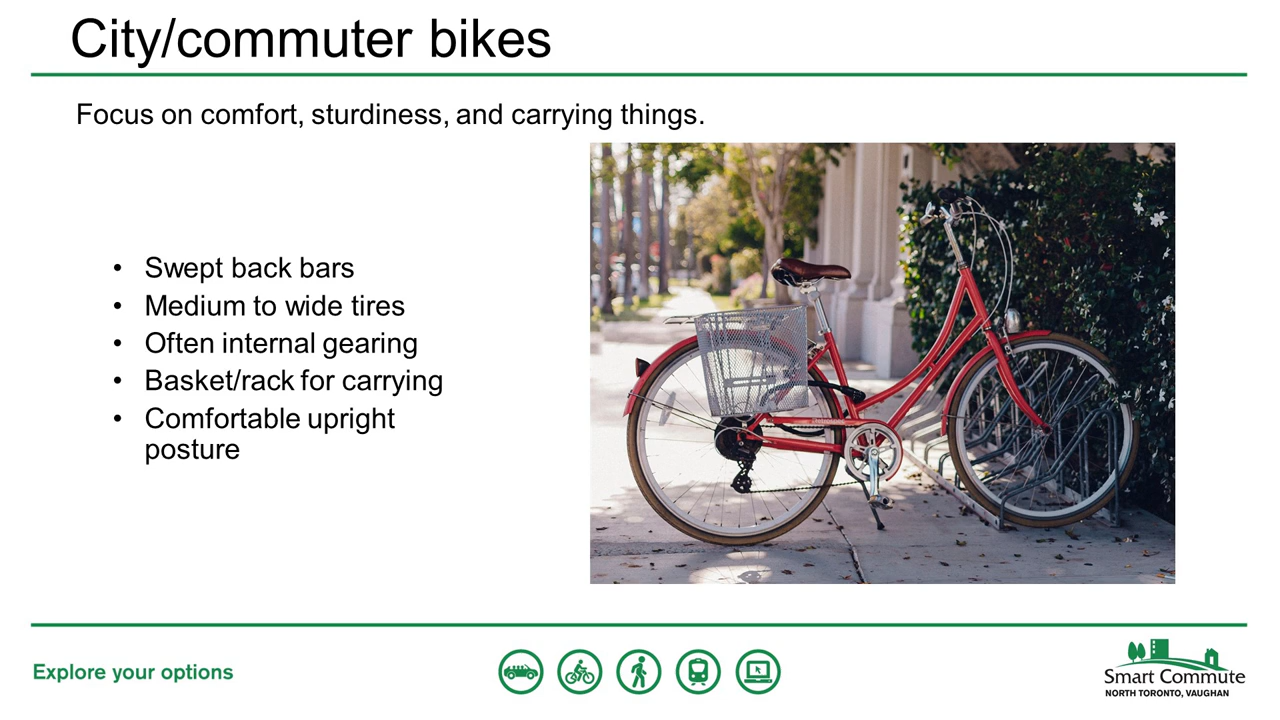 City/commuter bikes
Focus on comfort, sturdiness, and carrying things.
• Swept back bars
• Medium to wide tires
• Often internal gearing
• Basket/rack for carrying
• Comfortable upright
posture
Explore your options
Smart Commute
NORTH TORONTO, VAUGHAN